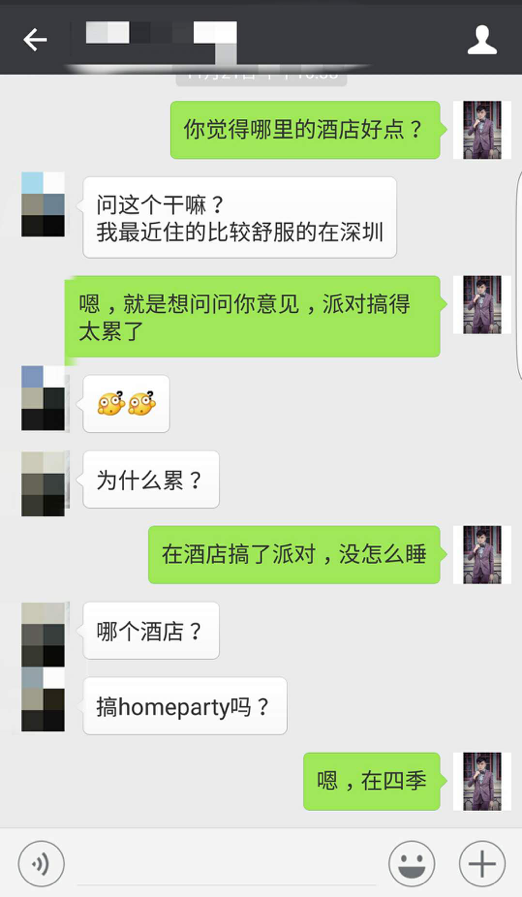 你觉得哪里的酒店好点？
问这个干嘛？
我最近住的比较舒服的在深圳
嗯，就是想问问你意见，派对搞得
太累了
为什么累？
在酒店搞了派对，没怎么睡
哪个酒店？
搞homeparty吗？
嗯，在四季